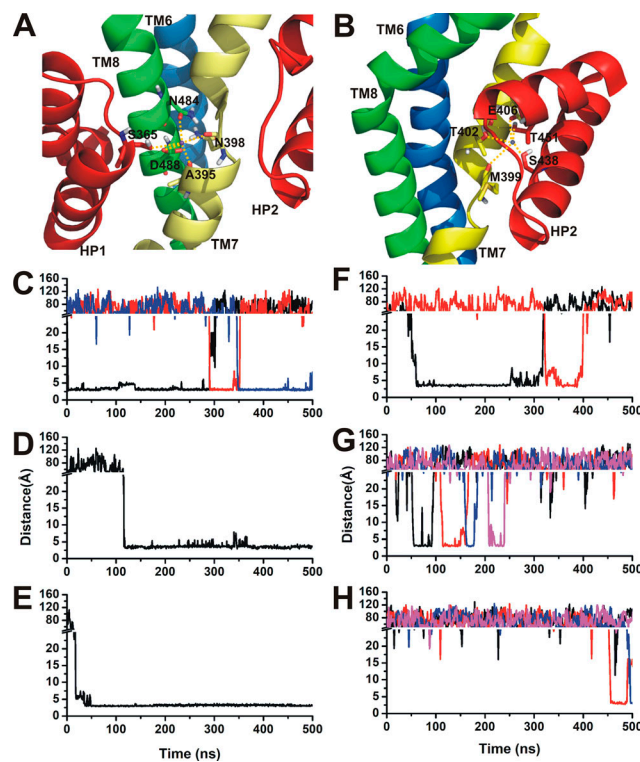 A
B
TM6
TM8
N484
S365
N398
D488
A395
HP2
HP1
TM7
TM6
TM8
E406
T402
T451
S438
M399
HP2
TM7
C
160
120
80
20
15
10
5
0
0 100 200 300 400 500
F
160
120
80
20
15
10
5
0
0 100 200 300 400 500
D
160
120
80
20
15
10
5
0
0 100 200 300 400 500
G
160
120
80
20
15
10
5
0
0 100 200 300 400 500
E
160
120
80
20
15
10
5
0
0 100 200 300 400 500
H
160
120
80
20
15
10
5
0
0 100 200 300 400 500
Distance(Å)
Distance(Å)
Time (ns)
Time (ns)